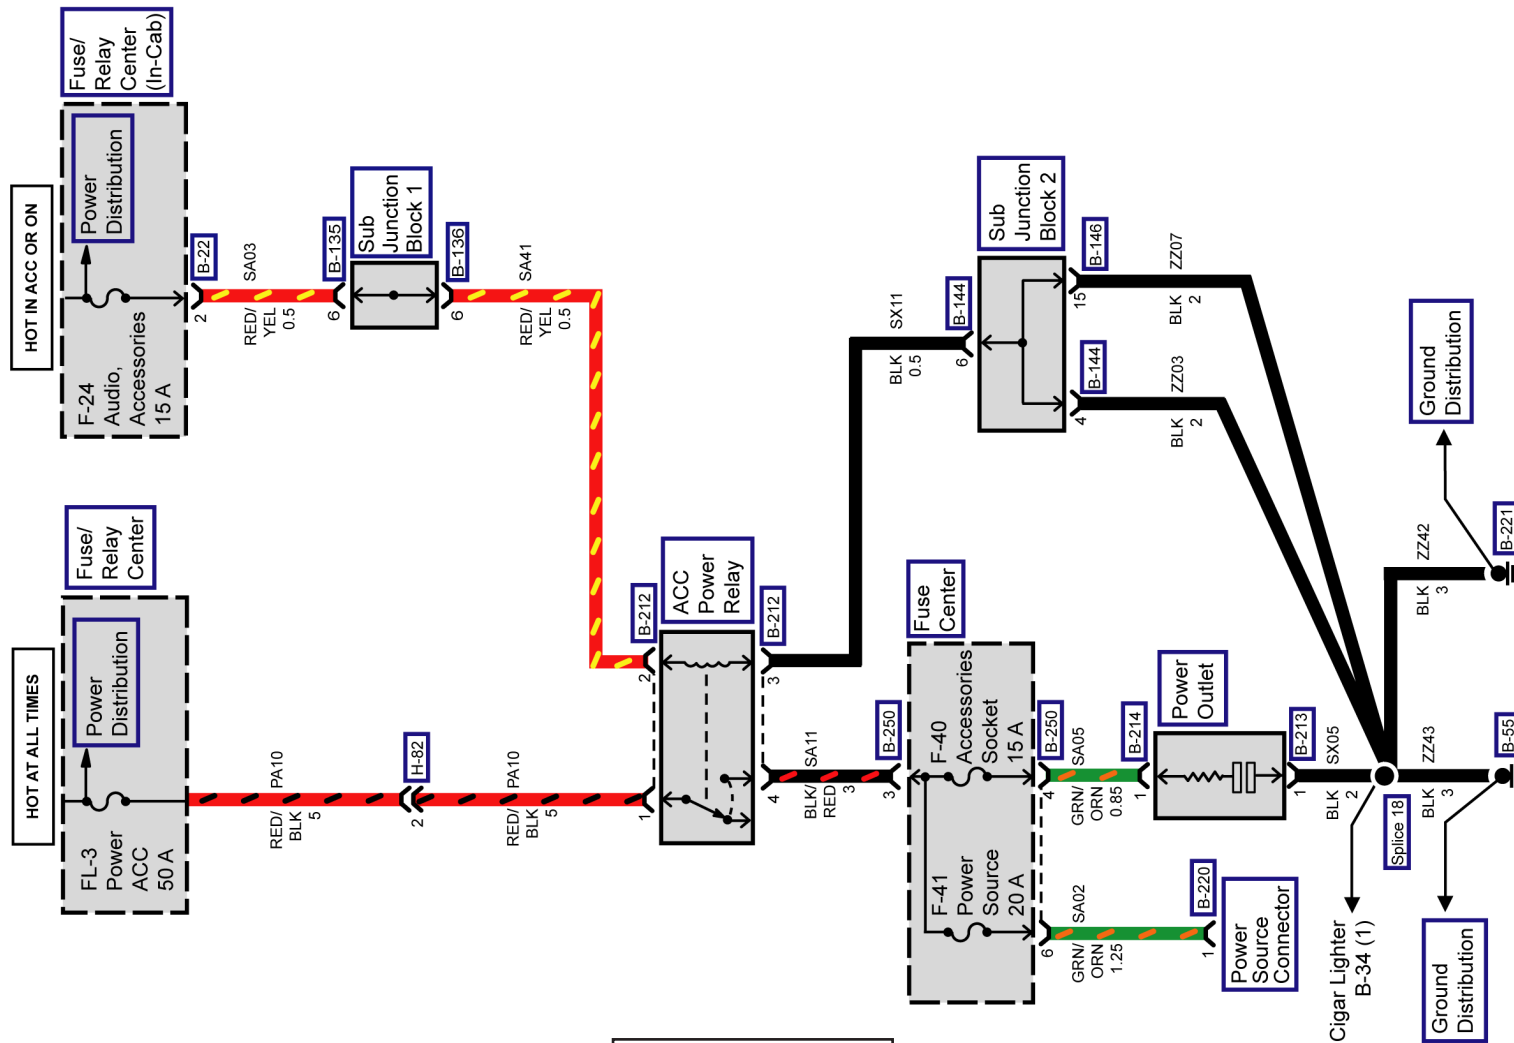 HOT AT ALL TIMES
Fuse/
Relay
Center
Power
Distribution
FL-3
Power
ACC
50 A
PA10
RED/
BLK
5
H-82
2
PA10
RED/
BLK
5
1
HOT IN ACC OR ON
Fuse/
Relay
Center
(In-Cab)
Power
Distribution
F-24
Audio,
Accessories
15 A
B-22
2
SA03
RED/
YEL
0.5
B-135
6
Sub
Junction
Block 1
B-136
6
SA41
RED/
YEL
0.5
B-212
2
ACC
Power
Relay
B-212
3
4
SA11
BLK/
RED
3
B-250
3
Fuse
Center
F-40
Accessories
Socket
15 A
F-41
Power
Source
20 A
B-250
4
SA05
GRN/
ORN
0.85
B-214
1
Power
Outlet
B-213
1
SX05
BLK
2
6
SA02
GRN/
ORN
1.25
B-220
1
Power
Source
Connector
SX11
BLK
0.5
B-144
6
Sub
Junction
Block 2
B-146
15
ZZ07
BLK
2
B-144
4
ZZ03
BLK
2
Splice 18
Cigar Lighter
B-34 (1)
ZZ43
BLK
3
B-55
Ground
Distribution
ZZ42
BLK
3
B-221
Ground
Distribution